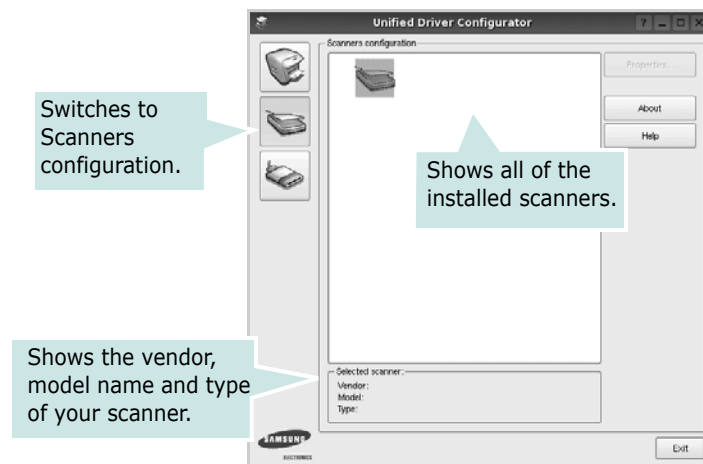 Unified Driver Configurator
Scanners configuration
Properties...
About
Help
Switches to
Scanners
configuration.
Shows all of the
installed scanners.
Shows the vendor,
model name and type
of your scanner.
Selected scanner:
Vendor:
Model:
Type:
SAMSUNG
ELECTRONICS
Exit